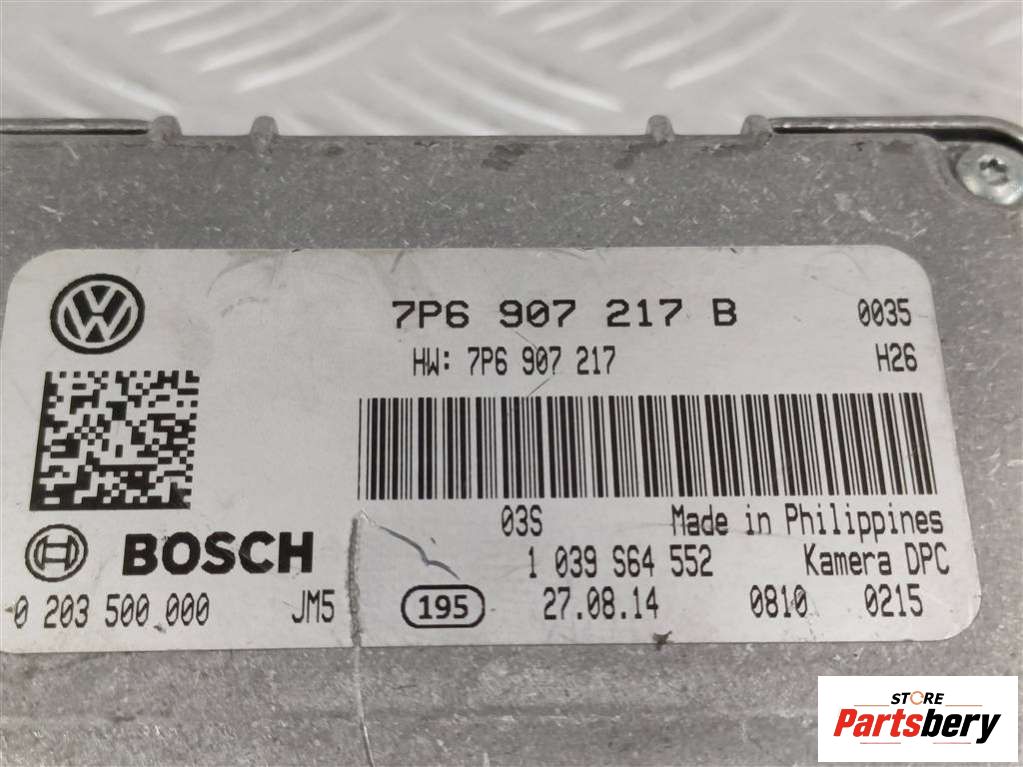 7P6 907 217 B 0035
HW: 7P6 907 217 H26
03S Made in Philippines
1 039 S64 552 Kamera DPC
BOSCH
0 203 500 000 JM5 195 27.08.14 0810 0215
STORE
Partsbery